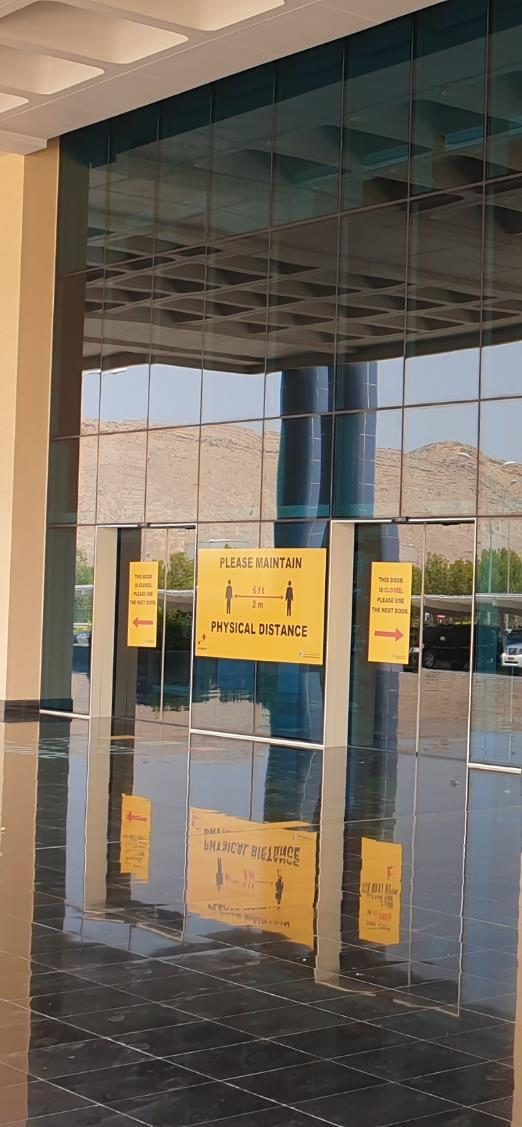 THIS DOOR
IS CLOSED,
PLEASE USE
THE NEXT DOOR.
PLEASE MAINTAIN
6 ft
2 m
PHYSICAL DISTANCE
THIS DOOR
IS CLOSED,
PLEASE USE
THE NEXT DOOR.